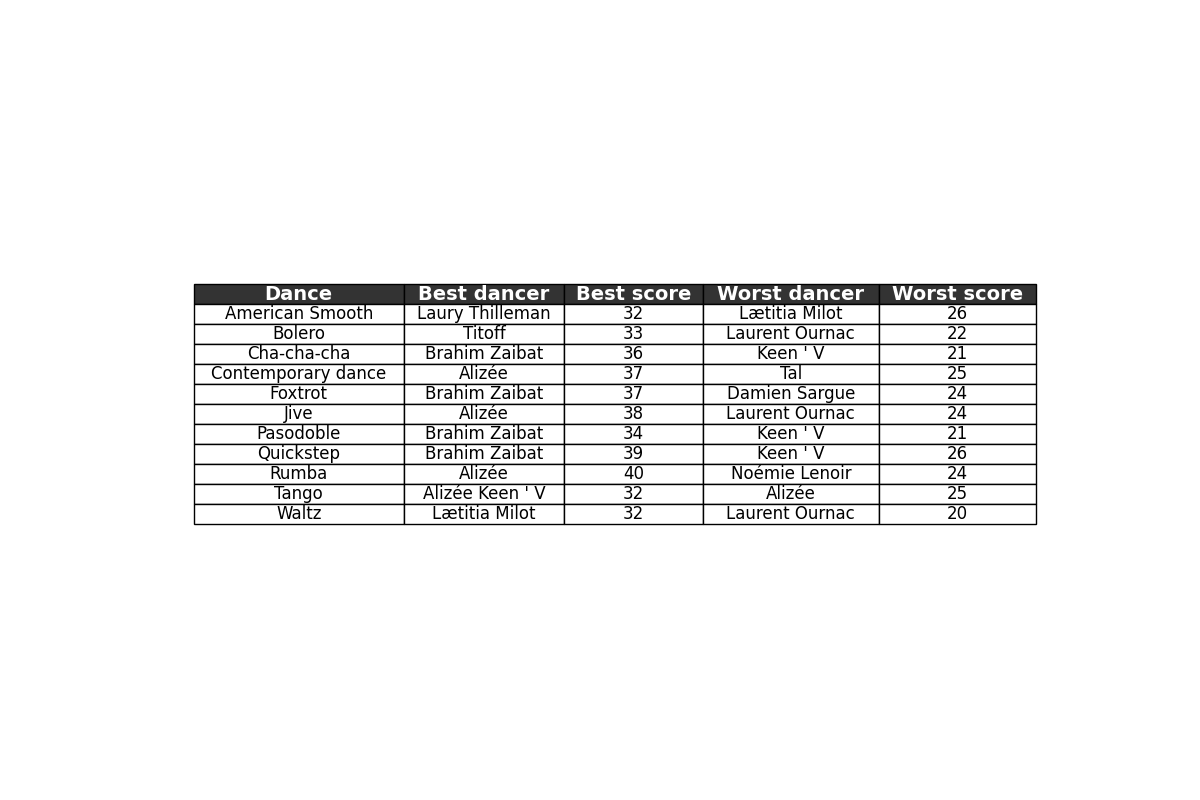 Dance Best dancer Best score Worst dancer Worst score
American Smooth Laury Thilleman 32 Lætitia Milot 26
Bolero Titoff 33 Laurent Ournac 22
Cha-cha-cha Brahim Zaibat 36 Keen ' V 21
Contemporary dance Alizée 37 Tal 25
Foxtrot Brahim Zaibat 37 Damien Sargue 24
Jive Alizée 38 Laurent Ournac 24
Pasodoble Brahim Zaibat 34 Keen ' V 21
Quickstep Brahim Zaibat 39 Keen ' V 26
Rumba Alizée 40 Noémie Lenoir 24
Tango Alizée Keen ' V 32 Alizée 25
Waltz Lætitia Milot 32 Laurent Ournac 20